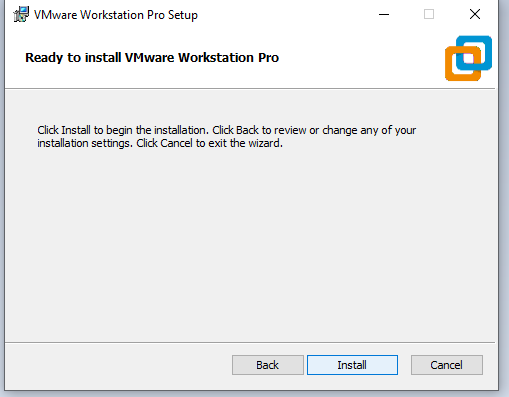 VMware Workstation Pro Setup
Ready to install VMware Workstation Pro
Click Install to begin the installation. Click Back to review or change any of your
installation settings. Click Cancel to exit the wizard.
Back Install Cancel